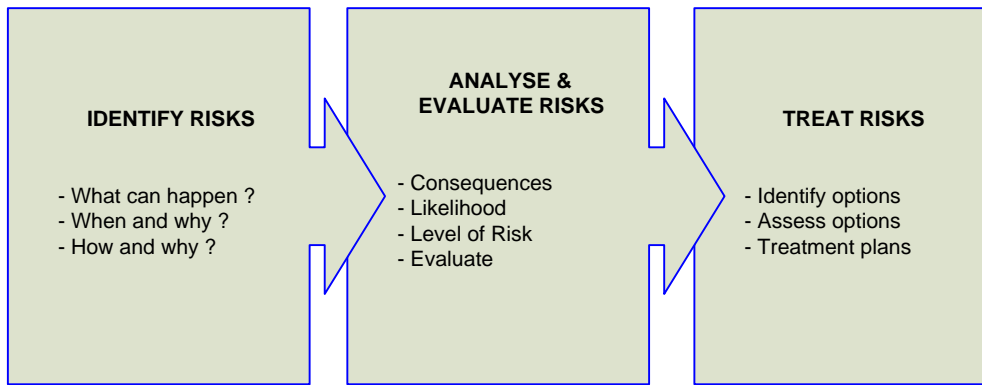 IDENTIFY RISKS
- What can happen ?
- When and why ?
- How and why ?
ANALYSE &
EVALUATE RISKS
- Consequences
- Likelihood
- Level of Risk
- Evaluate
TREAT RISKS
- Identify options
- Assess options
- Treatment plans